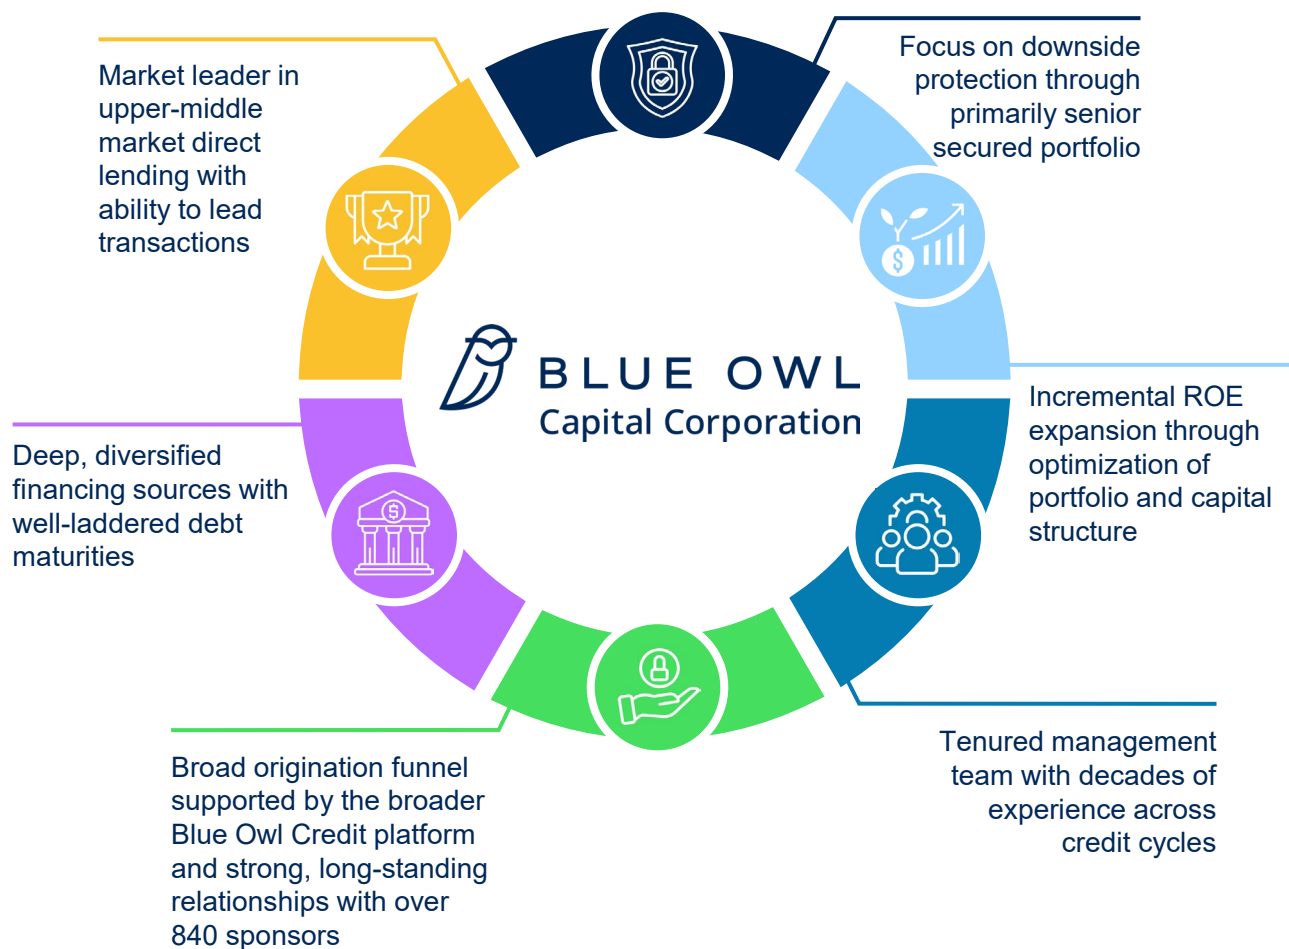 Market leader in
upper-middle
market direct
lending with
ability to lead
transactions
Focus on downside
protection through
primarily senior
secured portfolio
BLUE OWL
Capital Corporation
Incremental ROE
expansion through
optimization of
portfolio and capital
structure
Deep, diversified
financing sources with
well-laddered debt
maturities
Tenured management
team with decades of
experience across
credit cycles
Broad origination funnel
supported by the broader
Blue Owl Credit platform
and strong, long-standing
relationships with over
840 sponsors